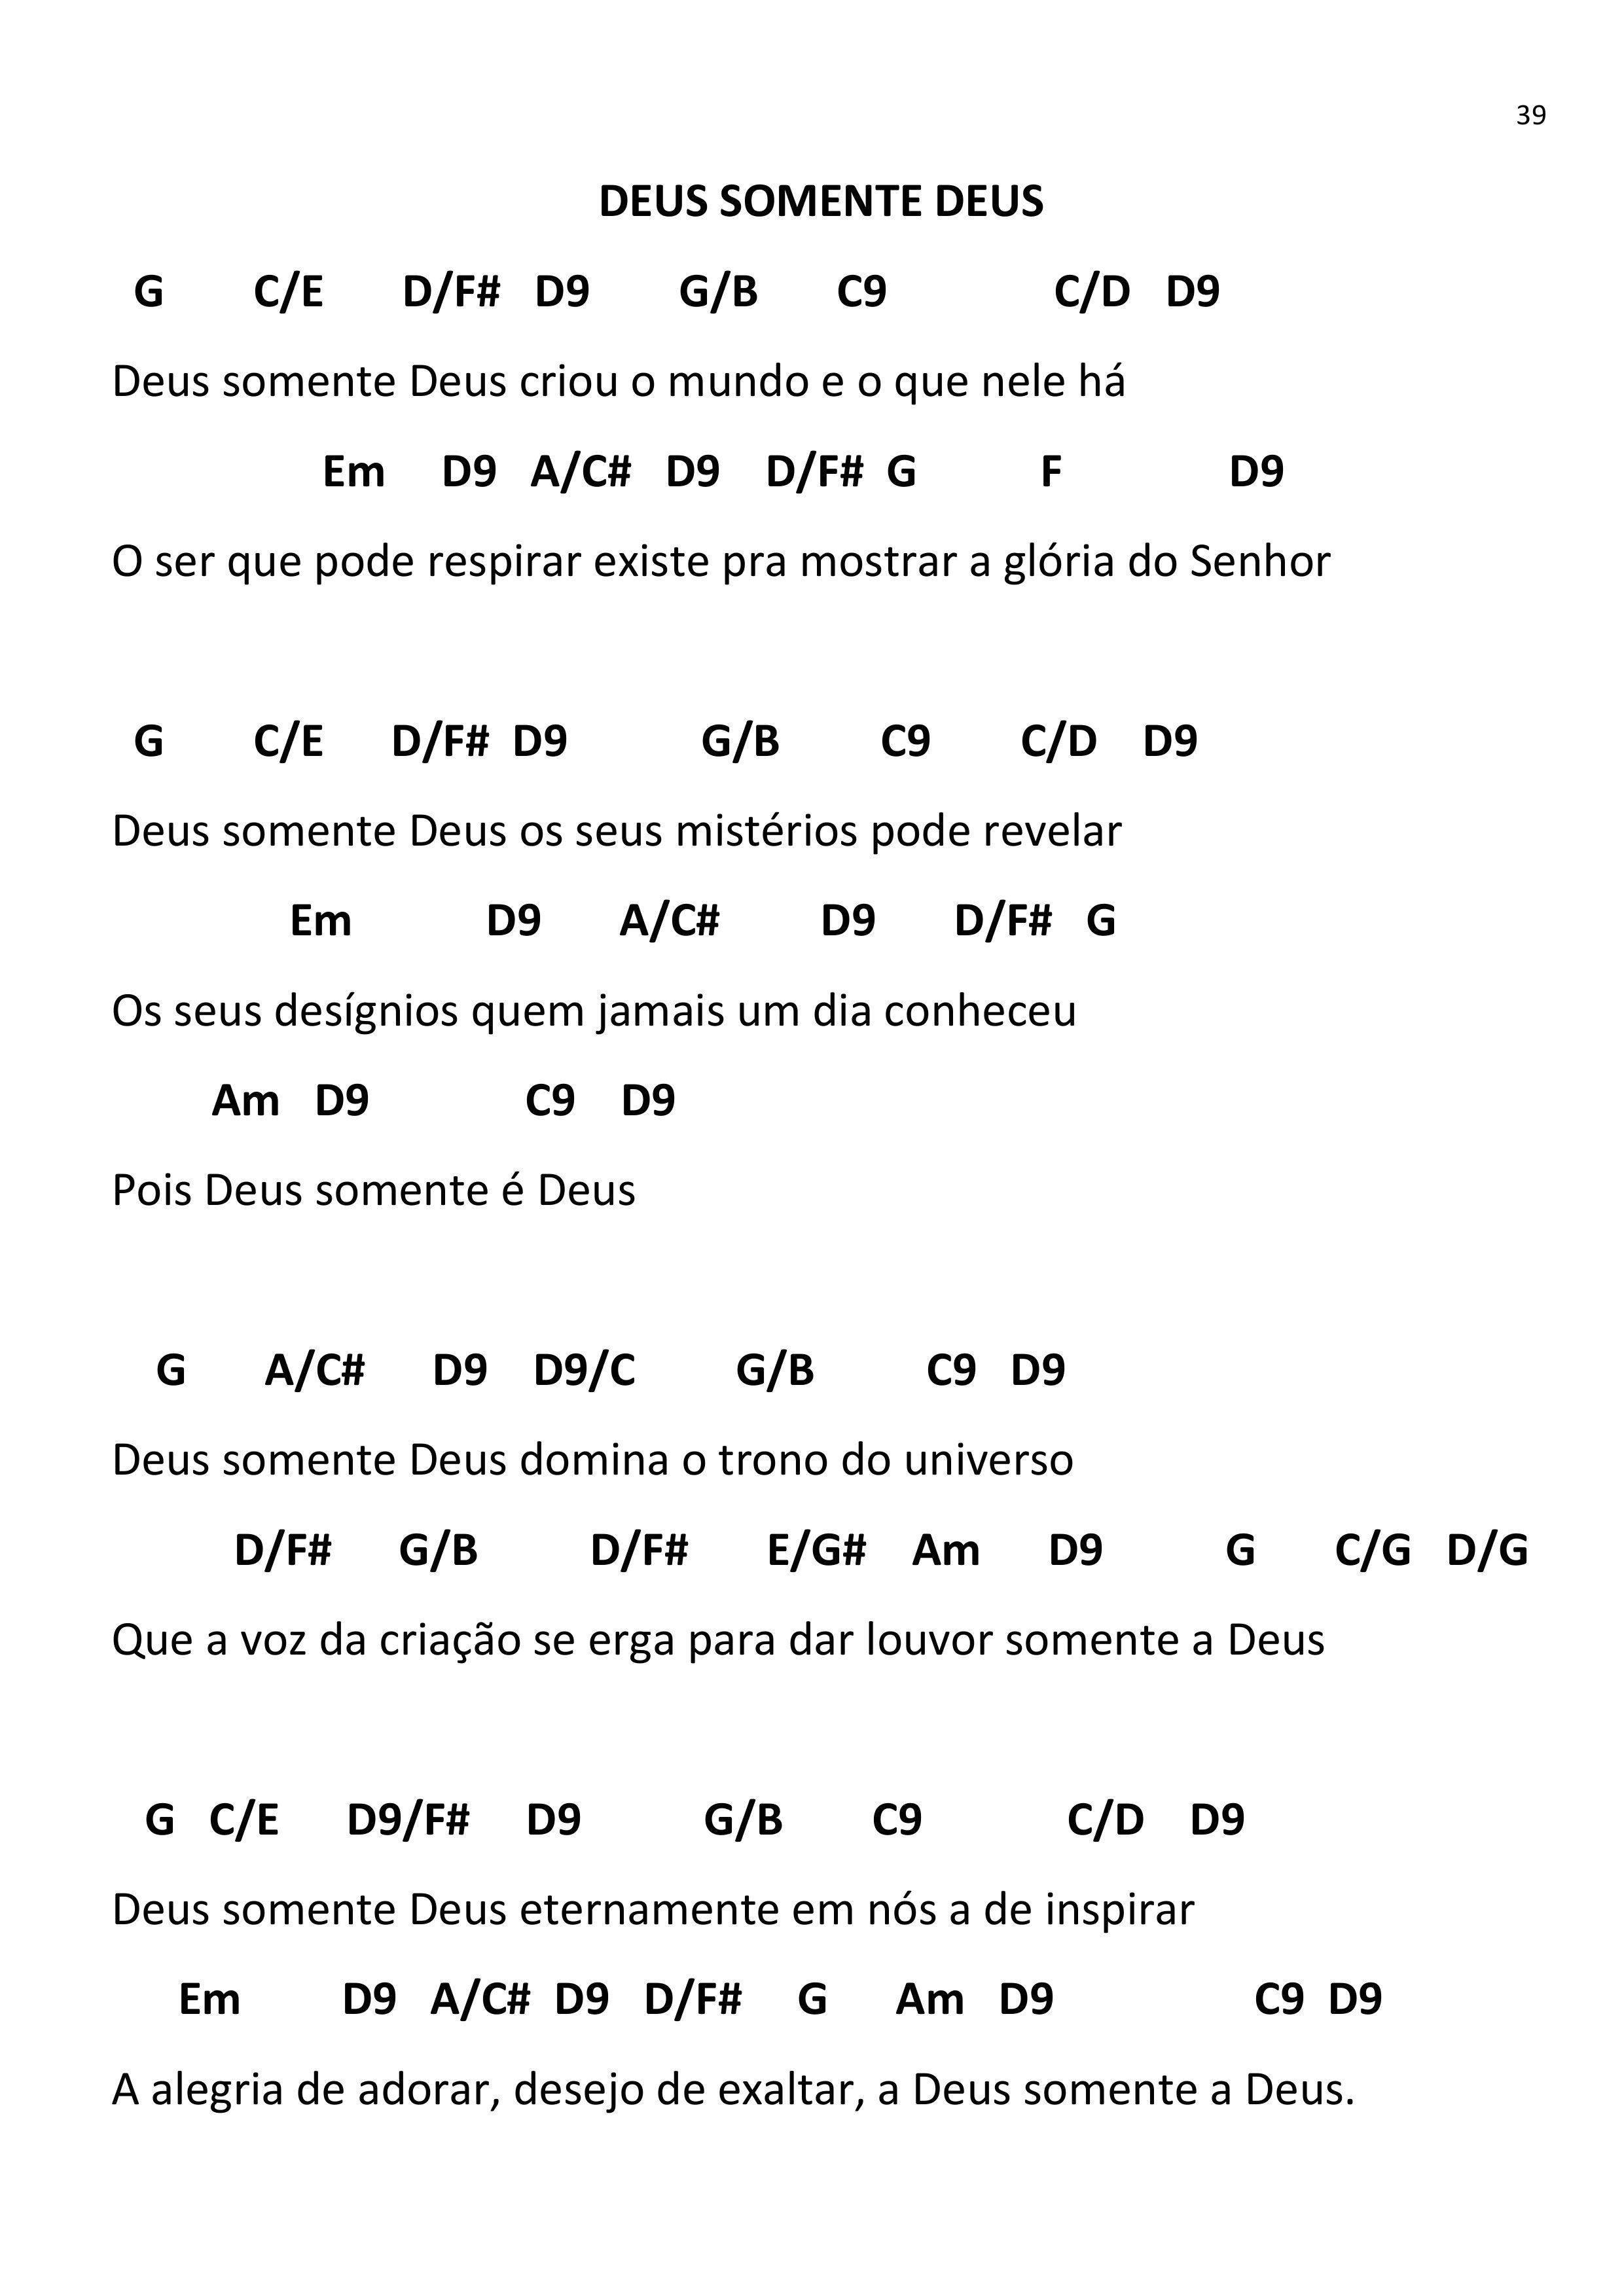 39
DEUS SOMENTE DEUS
G C/E D/F# D9 G/B C9 C/D D9
Deus somente Deus criou o mundo e o que nele há
Em D9 A/C# D9 D/F# G F D9
O ser que pode respirar existe pra mostrar a glória do Senhor
G C/E D/F# D9 G/B C9 C/D D9
Deus somente Deus os seus mistérios pode revelar
Em D9 A/C# D9 D/F# G
Os seus desígnios quem jamais um dia conheceu
Am D9 C9 D9
Pois Deus somente é Deus
G A/C# D9 D9/C G/B C9 D9
Deus somente Deus domina o trono do universo
D/F# G/B D/F# E/G# Am D9 G C/G D/G
Que a voz da criação se erga para dar louvor somente a Deus
G C/E D9/F# D9 G/B C9 C/D D9
Deus somente Deus eternamente em nós a de inspirar
Em D9 A/C# D9 D/F# G Am D9 C9 D9
A alegria de adorar, desejo de exaltar, a Deus somente a Deus.